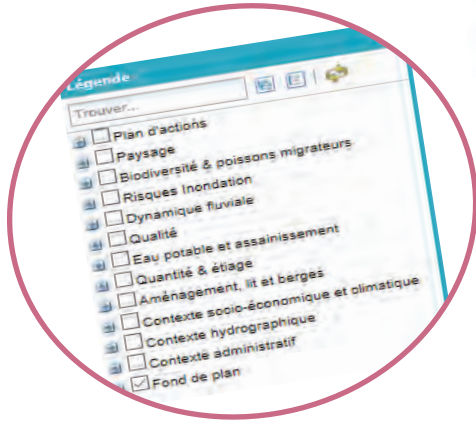 Légende
Trouver...
Plan d'actions
Paysage
Biodiversité & poissons migrateurs
Risques Inondation
Dynamique fluviale
Qualité
Eau potable et assainissement
Quantité & étiage
Aménagement, lit et berges
Contexte socio-économique et climatique
Contexte hydrographique
Contexte administratif
Fond de plan